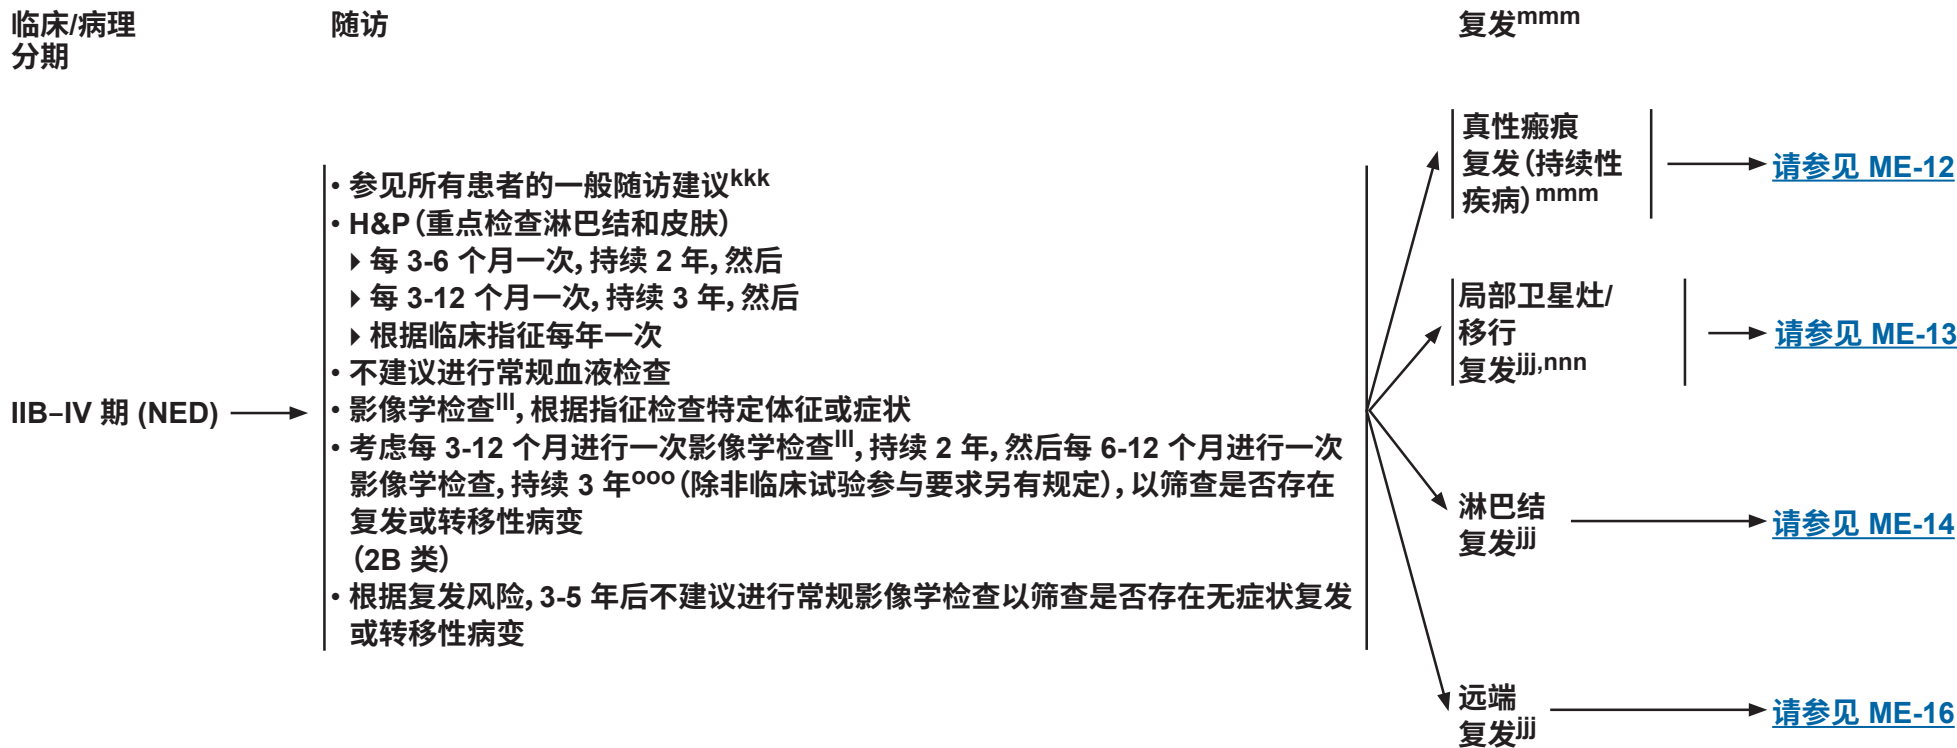 临床/病理
分期
随访
复发mmm
IIB–IV 期 (NED)
• 参见所有患者的一般随访建议kkk
• H&P（重点检查淋巴结和皮肤）
每 3-6 个月一次，持续 2 年，然后
每 3-12 个月一次，持续 3 年，然后
根据临床指征每年一次
• 不建议进行常规血液检查
• 影像学检查lll，根据指征检查特定体征或症状
• 考虑每 3-12 个月进行一次影像学检查lll，持续 2 年，然后每 6-12 个月进行一次
影像学检查，持续 3 年ooo（除非临床试验参与要求另有规定），以筛查是否存在
复发或转移性病变
（2B 类）
• 根据复发风险，3-5 年后不建议进行常规影像学检查以筛查是否存在无症状复发
或转移性病变
真性瘢痕
复发（持续性
疾病）mmm
请参见 ME-12
局部卫星灶/
移行
复发jjj,nnn
请参见 ME-13
淋巴结
复发jjj
请参见 ME-14
远端
复发jjj
请参见 ME-16